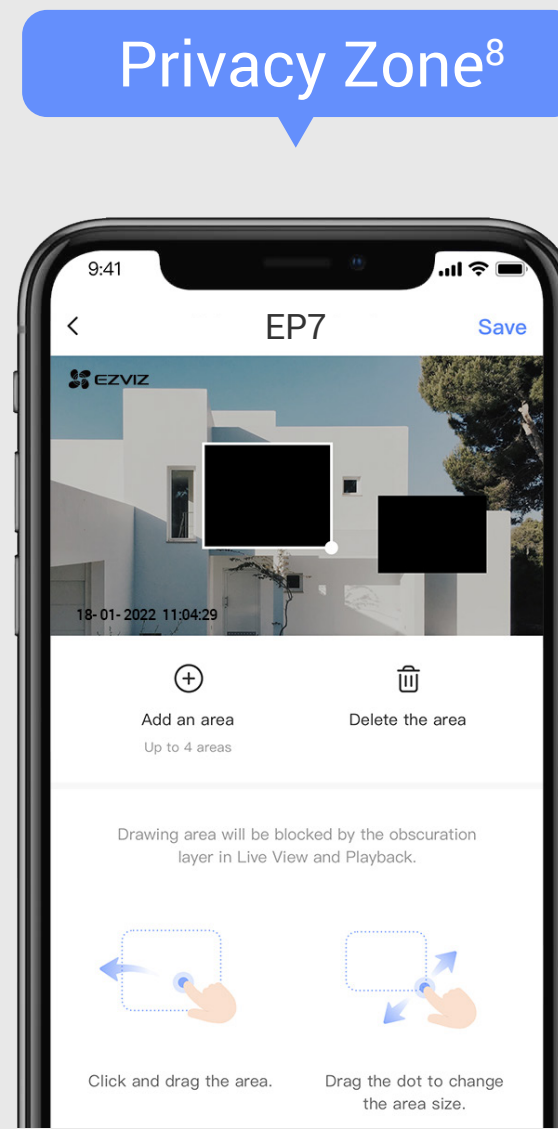 Privacy Zone⁸
9:41
EP7
Save
EZVIZ
18-01-2022 11:04:29
Add an area
Up to 4 areas
Delete the area
Drawing area will be blocked by the obscuration
layer in Live View and Playback.
Click and drag the area.
Drag the dot to change
the area size.